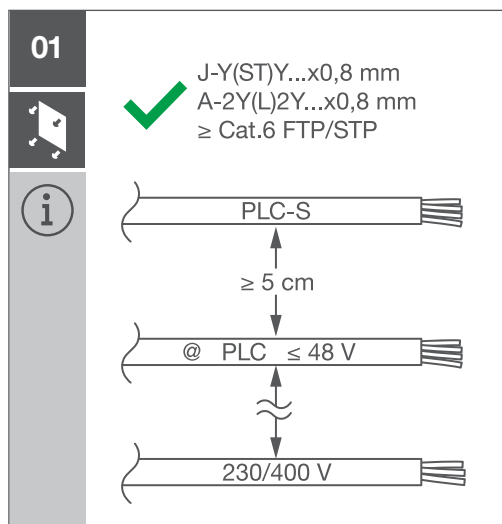 01
J-Y(ST)Y...x0,8 mm
A-2Y(L)2Y...x0,8 mm
≥ Cat.6 FTP/STP
i
PLC-S
≥ 5 cm
@ PLC ≤ 48 V
230/400 V